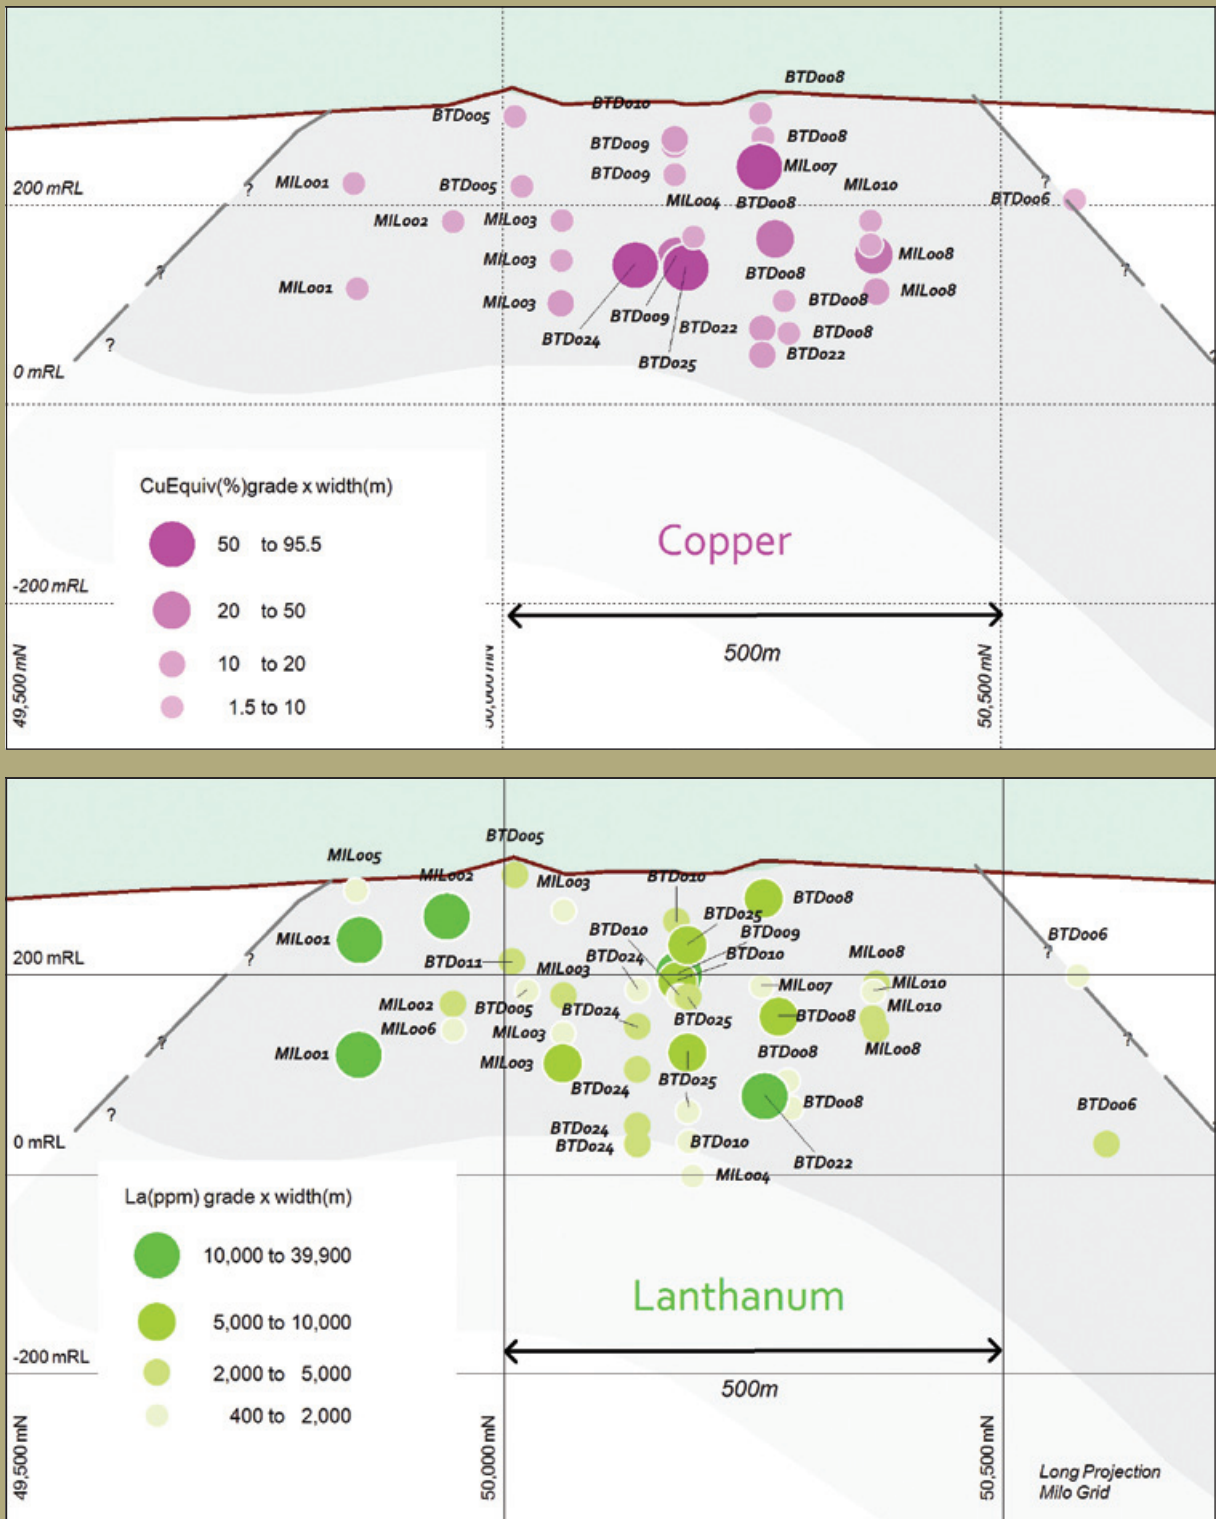 BTD008
BTD010
BTD005
BTD008
BTD009
MIL007
BTD009
MIL001
BTD005
MIL010
MIL004
BTD008
BTD006
200 mRL
?
?
MIL002
MIL003
MIL008
MIL003
BTD008
?
?
MIL001
MIL008
MIL003
BTD008
BTD009
BTD022
BTD008
BTD024
?
BTD025
BTD022
?
0 mRL
CuEquiv(%)grade x width(m)
50 to 95.5
Copper
20 to 50
-200 mRL
10 to 20
500m
1.5 to 10
49,500 mN
50,000 mN
50,500 mN
BTD005
MIL005
MIL002
MIL003
BTD010
BTD008
BTD025
MIL001
BTD010
BTD009
BTD006
BTD024
BTD010
MIL008
200 mRL
?
BTD011
MIL003
?
MIL007
MIL010
MIL002
BTD005
BTD024
BTD025
BTD008
MIL010
MIL006
MIL003
?
?
MIL001
MIL003
BTD008
MIL008
BTD024
BTD025
?
BTD008
BTD006
BTD024
0 mRL
BTD024
BTD010
BTD022
MIL004
La(ppm) grade x width(m)
10,000 to 39,900
Lanthanum
5,000 to 10,000
-200 mRL
2,000 to 5,000
500m
400 to 2,000
49,500 mN
50,000 mN
50,500 mN
Long Projection
Milo Grid